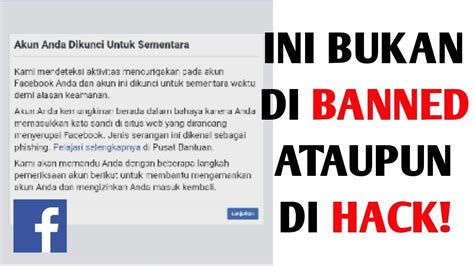 Akun Anda Dikunci Untuk Sementara
Kami mendeteksi aktivitas mencurigakan pada akun
Facebook Anda dan akun ini dikunci untuk sementara waktu
demi alasan keamanan.
Akun Anda kemungkinan berada dalam bahaya karena Anda
memasukkan kata sandi di situs web yang dirancang
menyerupai Facebook. Jenis serangan ini dikenal sebagai
phishing. Pelajari selengkapnya di Pusat Bantuan.
Kami akan memandu Anda dengan beberapa langkah
pemeriksaan akun berikut untuk membantu mengamankan
akun Anda dan mengizinkan Anda masuk kembali.
Lanjutkan
f
INI BUKAN
DI BANNED
ATAUPUN
DI HACK!